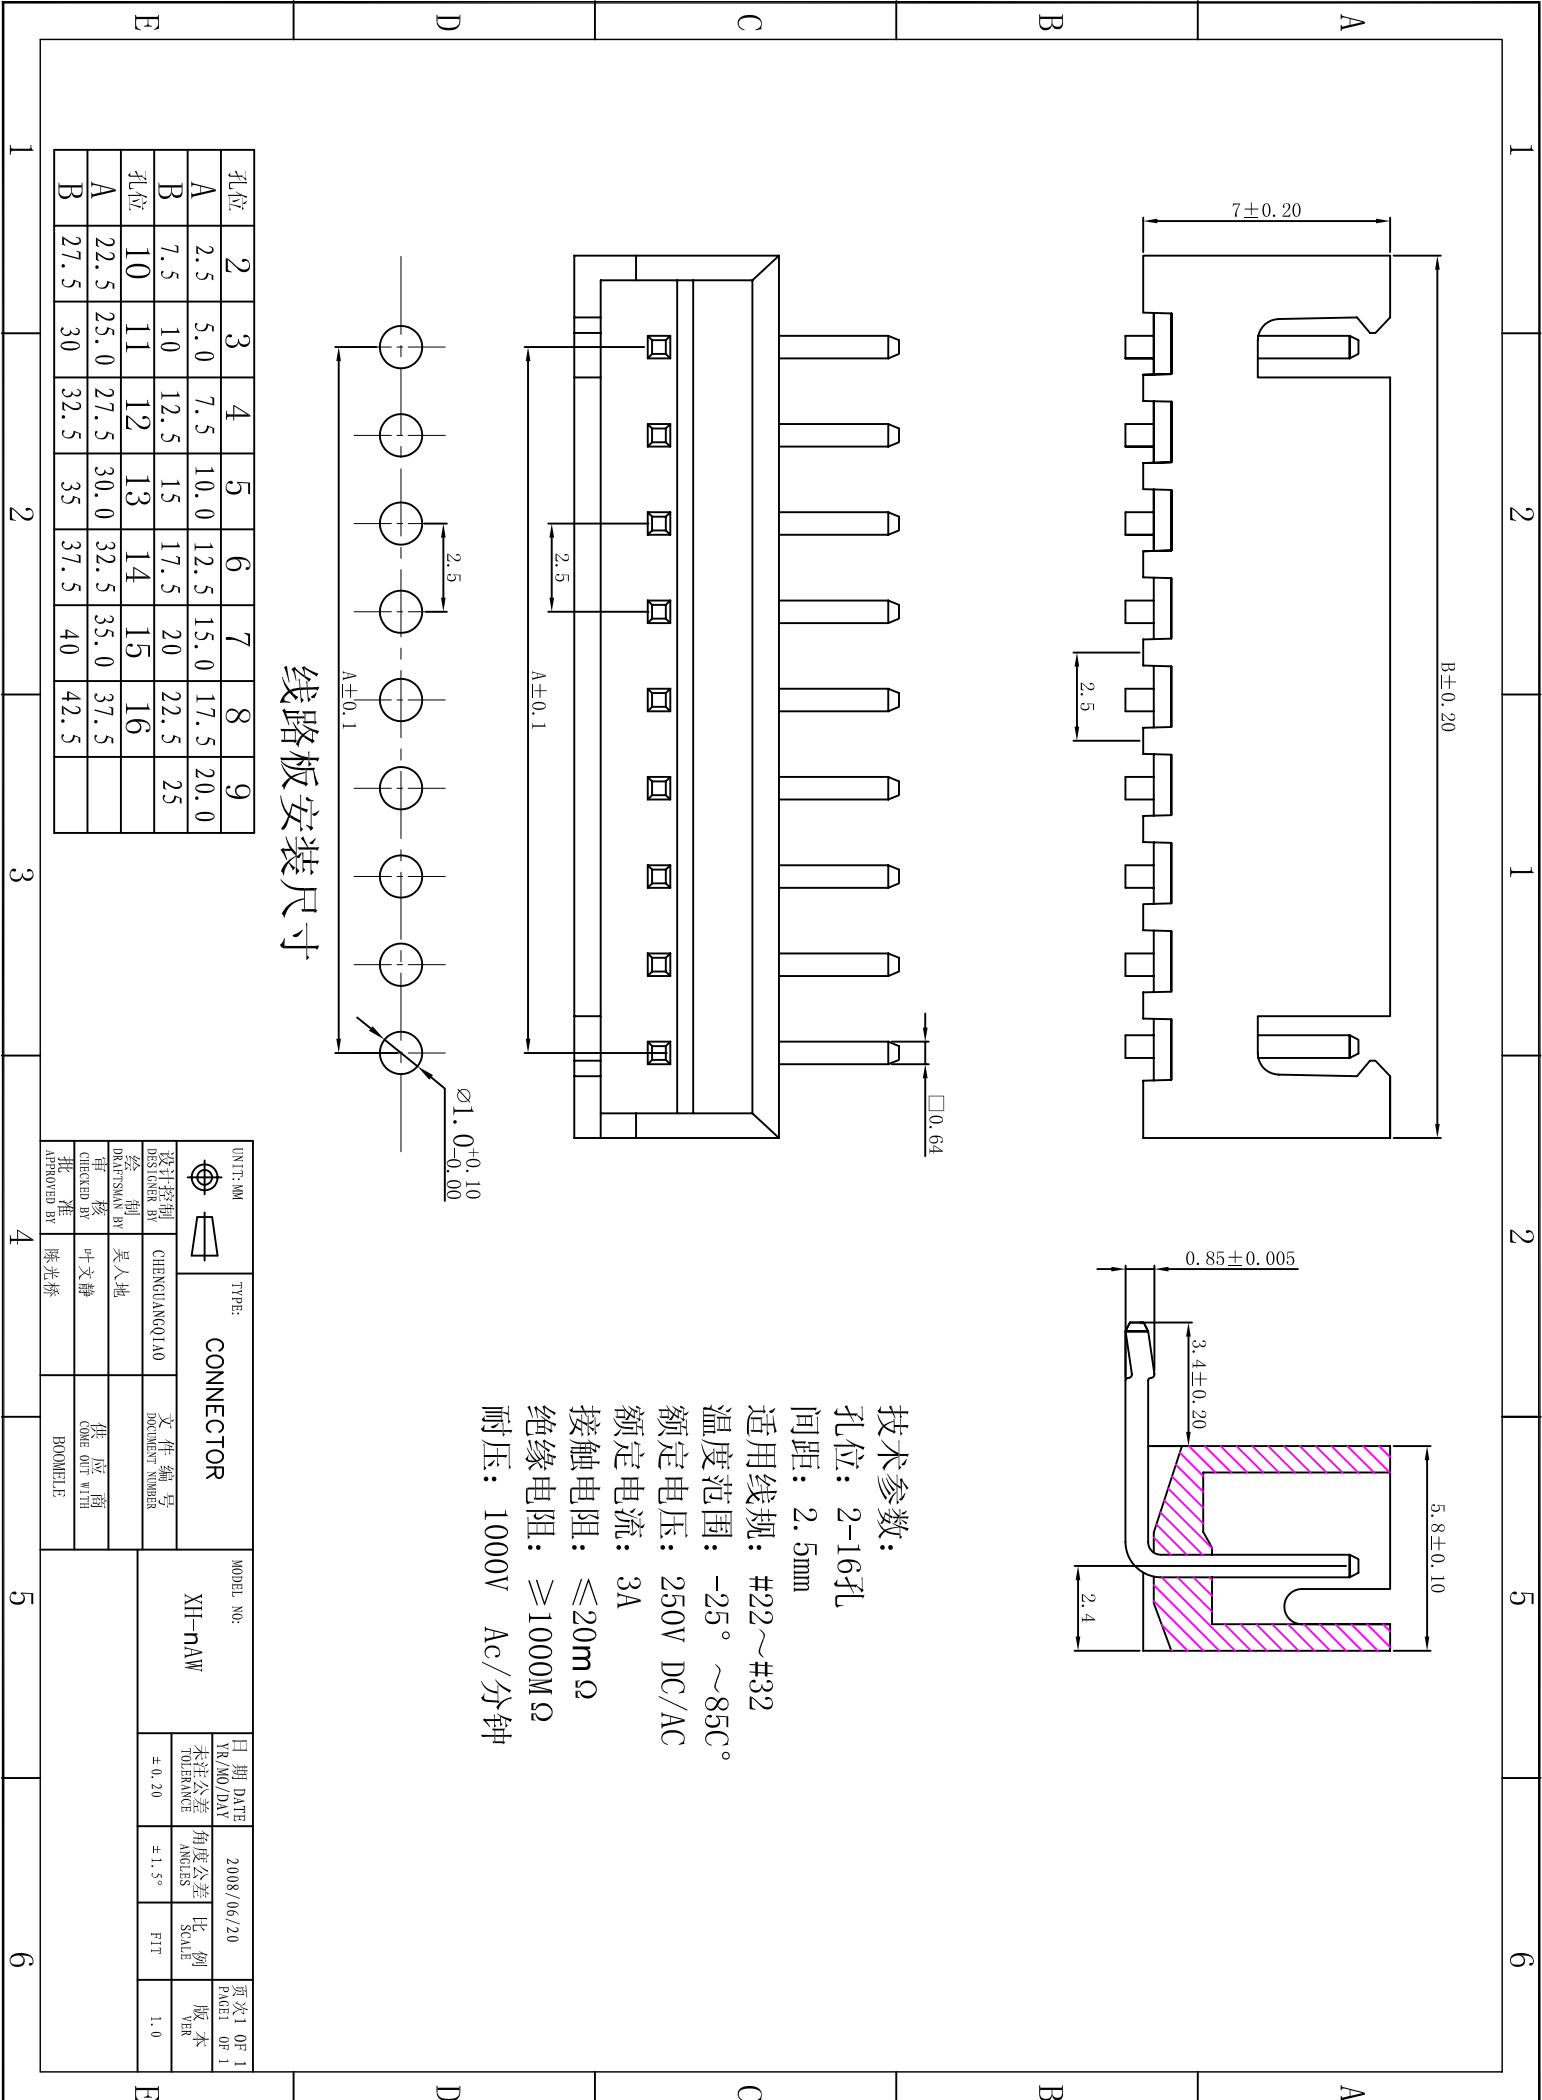 1 2 1 2 5 6
A
B
C
D
E
B±0.20
7±0.20
2.5
5.8±0.10
3.4±0.20
0.85±0.005
2.4
□0.64
2.5
A±0.1
2.5
A±0.1
Ø1.0 +0.10 -0.00
线路板安装尺寸
技术参数:
孔位: 2-16孔
间距: 2.5mm
适用线规: #22~#32
温度范围: -25° ~85C°
额定电压: 250V DC/AC
额定电流: 3A
接触电阻: ≤20mΩ
绝缘电阻: ≥1000MΩ
耐压: 1000V Ac/分钟
孔位 2 3 4 5 6 7 8 9
A 2.5 5.0 7.5 10.0 12.5 15.0 17.5 20.0
B 7.5 10 12.5 15 17.5 20 22.5 25
孔位 10 11 12 13 14 15 16
A 22.5 25.0 27.5 30.0 32.5 35.0 37.5
B 27.5 30 32.5 35 37.5 40 42.5
UNIT:MM
TYPE:
CONNECTOR
MODEL NO:
XH-nAW
日期 DATE
YR/MO/DAY
2008/06/20
页次1 OF 1
PAGE1 OF 1
未注公差
TOLERANCE
角度公差
ANGLES
比例
SCALE
版本
VER
±0.20
±1.5°
FIT
1.0
设计控制
DESIGNER BY
CHENGUANGQIAO
文件编号
DOCUMENT NUMBER
绘制
DRAFTSMAN BY
吴人地
审核
CHECKED BY
叶文静
供应商
COME OUT WITH
批准
APPROVED BY
陈光桥
BOOMELE
1 2 3 4 5 6
A
B
C
D
E